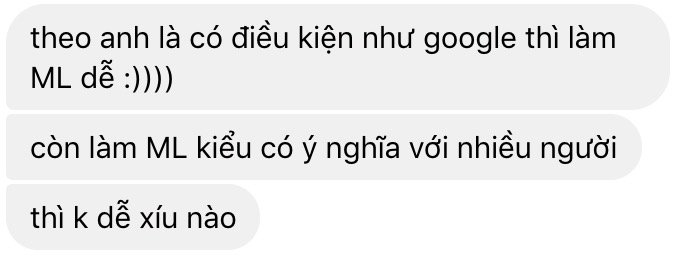 theo anh là có điều kiện như google thì làm
ML dễ :))))
còn làm ML kiểu có ý nghĩa với nhiều người
thì k dễ xíu nào